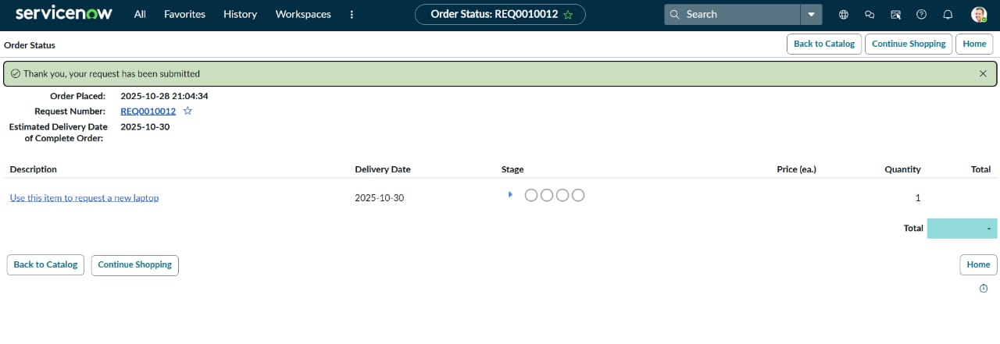 servicenow All Favorites History Workspaces Order Status: REQ0010012 Search
Order Status Back to Catalog Continue Shopping Home
Thank you, your request has been submitted
Order Placed: 2025-10-28 21:04:34
Request Number: REQ0010012
Estimated Delivery Date 2025-10-30
of Complete Order:
Description Delivery Date Stage Price (ea.) Quantity Total
Use this item to request a new laptop 2025-10-30 1
Total -
Back to Catalog Continue Shopping Home